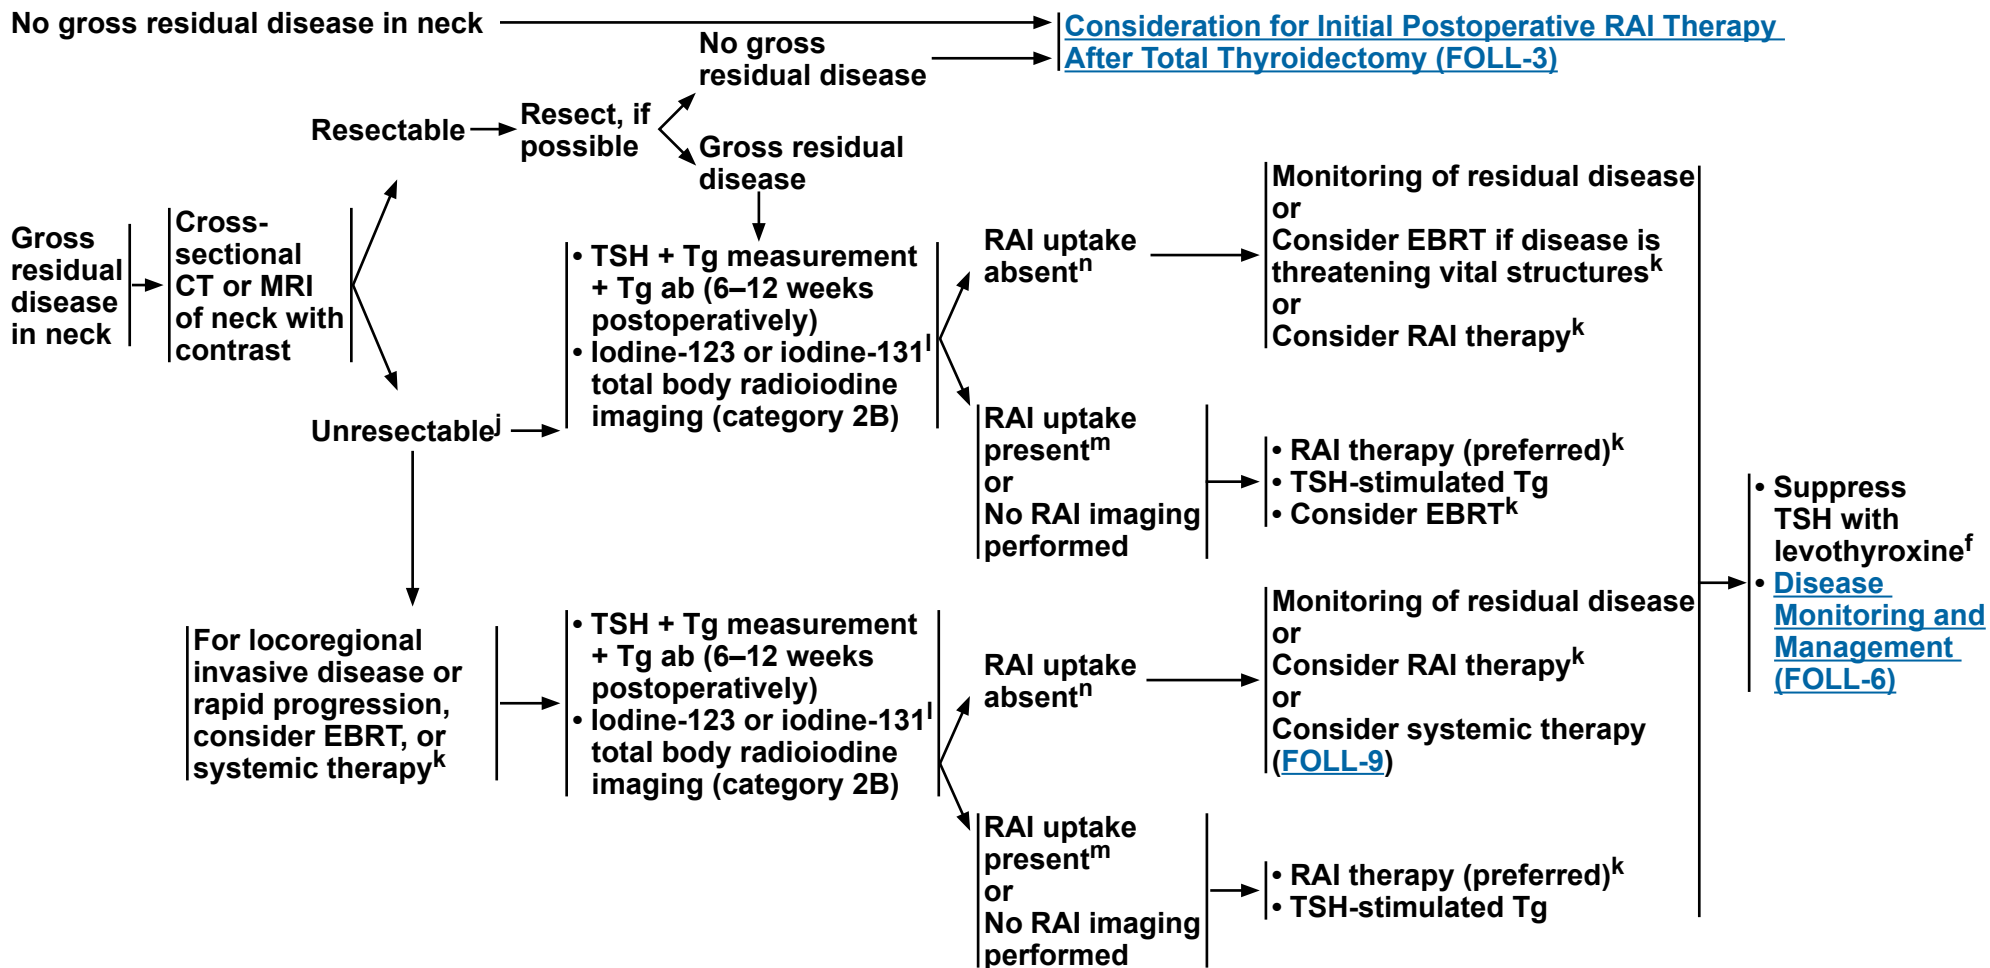 No gross residual disease in neck
Consideration for Initial Postoperative RAI Therapy
After Total Thyroidectomy (FOLL-3)
No gross
residual disease
Resectable
Resect, if
possible
Gross residual
disease
Gross
residual
disease
in neck
Cross-
sectional
CT or MRI
of neck with
contrast
Unresectablej
• TSH + Tg measurement
+ Tg ab (6–12 weeks
postoperatively)
• Iodine-123 or iodine-131l
total body radioiodine
imaging (category 2B)
RAI uptake
absentn
Monitoring of residual disease
or
Consider EBRT if disease is
threatening vital structuresk
or
Consider RAI therapyk
RAI uptake
presentm
or
No RAI imaging
performed
• RAI therapy (preferred)k
• TSH-stimulated Tg
• Consider EBRTk
For locoregional
invasive disease or
rapid progression,
consider EBRT, or
systemic therapyk
• TSH + Tg measurement
+ Tg ab (6–12 weeks
postoperatively)
• Iodine-123 or iodine-131l
total body radioiodine
imaging (category 2B)
RAI uptake
absentn
Monitoring of residual disease
or
Consider RAI therapyk
or
Consider systemic therapy
(FOLL-9)
RAI uptake
presentm
or
No RAI imaging
performed
• RAI therapy (preferred)k
• TSH-stimulated Tg
• Suppress
TSH with
levothyroxinef
• Disease
Monitoring and
Management
(FOLL-6)